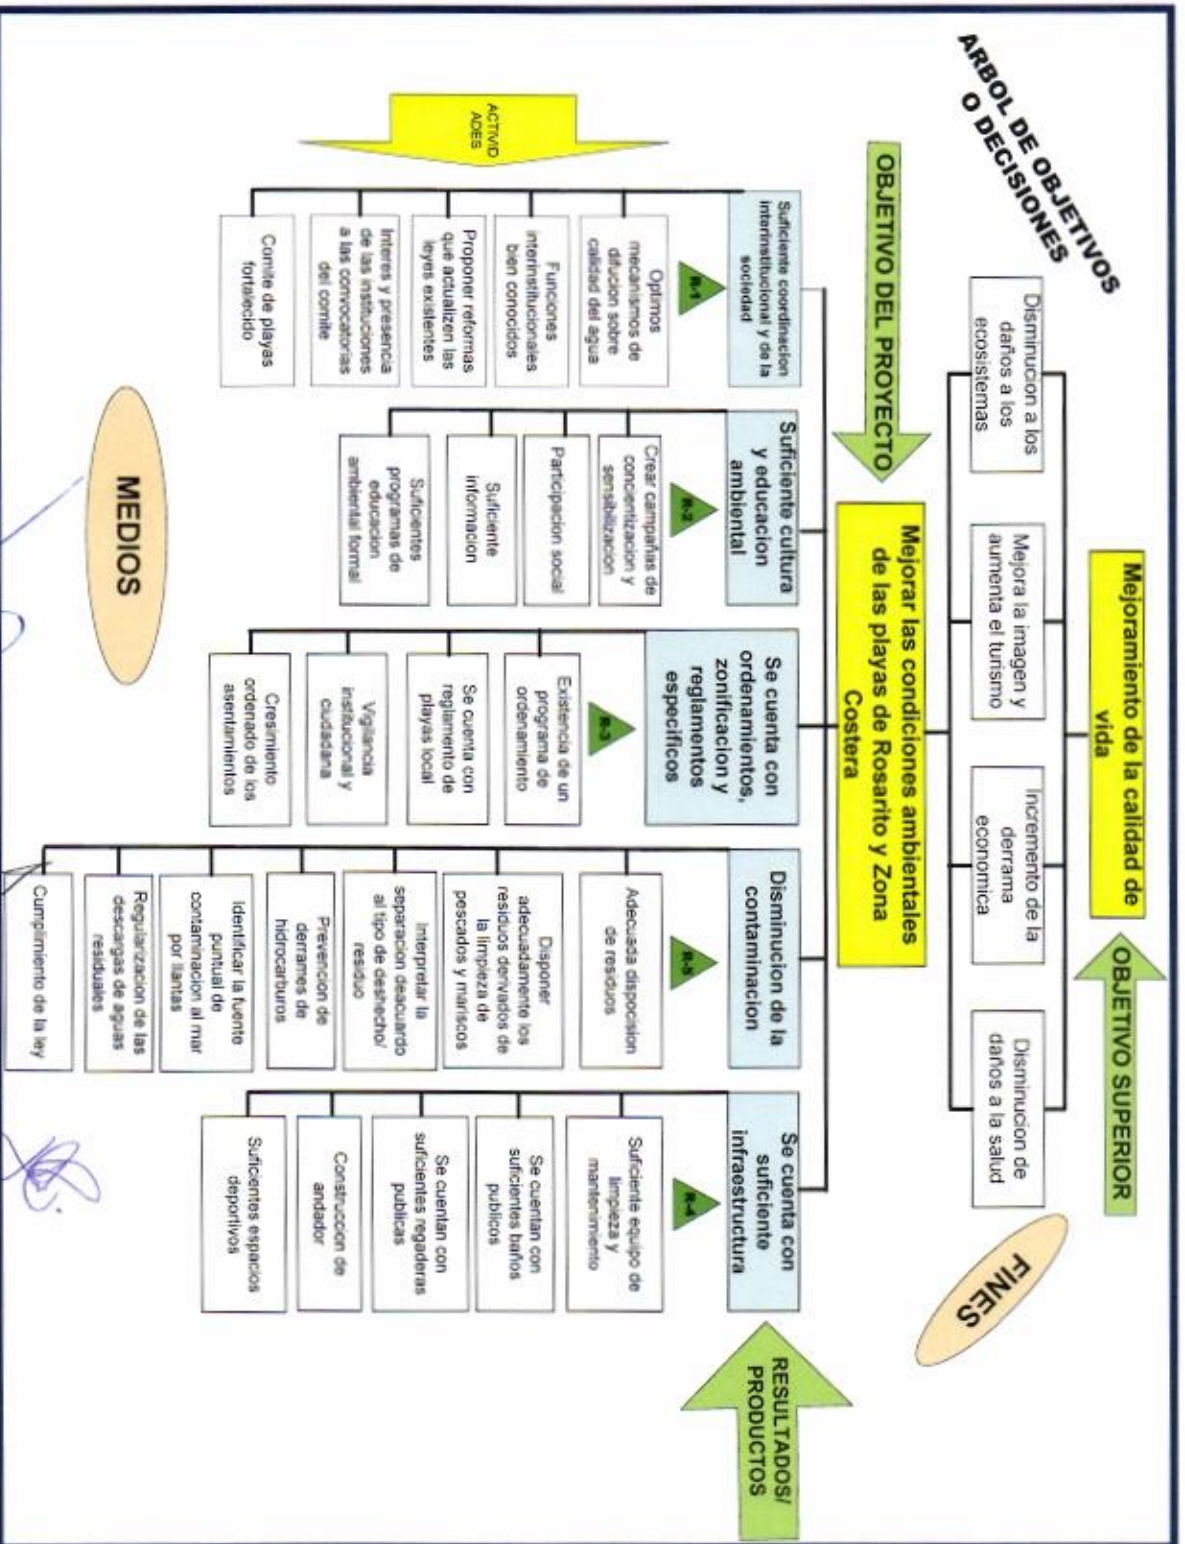 ARBOL DE OBJETIVOS
O DECISIONES
Mejoramiento de la calidad de
vida
OBJETIVO SUPERIOR
Disminucion a los
daños a los
ecosistemas
Mejora la imagen y
aumenta el turismo
Incremento de la
derrama
economica
Disminucion de
daños a la salud
FINES
OBJETIVO DEL PROYECTO
Mejorar las condiciones ambientales
de las playas de Rosarito y Zona
Costera
RESULTADOS/
PRODUCTOS
Suficiente coordinacion
interinstitucional y de la
sociedad
R-1
Optimos
mecanismos de
difucion sobre
calidad del agua
Funciones
interinstitucionales
bien conocidos
Proponer reformas
que actualizen las
leyes existentes
Interes y presencia
de las instituciones
a las convocatorias
del comite
Comite de playas
fortalecido
Suficiente cultura
y educacion
ambiental
R-2
Crear campañas de
concientizacion y
sensibilizacion
Participacion social
Suficiente
informacion
Suficientes
programas de
educacion
ambiental formal
Se cuenta con
ordenamientos,
zonificacion y
reglamentos
especificos
R-3
Existencia de un
programa de
ordenamiento
Se cuenta con
reglamento de
playas local
Vigilancia
institucional y
ciudadana
Cresimiento
ordenado de los
asentamientos
Disminucion de la
contaminacion
R-5
Adecuada dispocision
de residuos
Disponer
adecuadamente los
residuos derivados de
la limpieza de
pescados y mariscos
Interpretar la
separacion deacuardo
al tipo de deshecho/
residuo
Prevencion de
derrames de
hidrocarburos
Identificar la fuente
puntual de
contaminacion al mar
por llantas
Regularizacion de las
descargas de aguas
residuales
Cumplimiento de la ley
Se cuenta con
suficiente
infraestructura
R-4
Suficiente equipo de
limpieza y
mantenimiento
Se cuentan con
suficientes baños
publicos
Se cuentan con
suficientes regaderas
publicas
Construccion de
andador
Suficientes espacios
deportivos
ACTIVID
ADES
MEDIOS